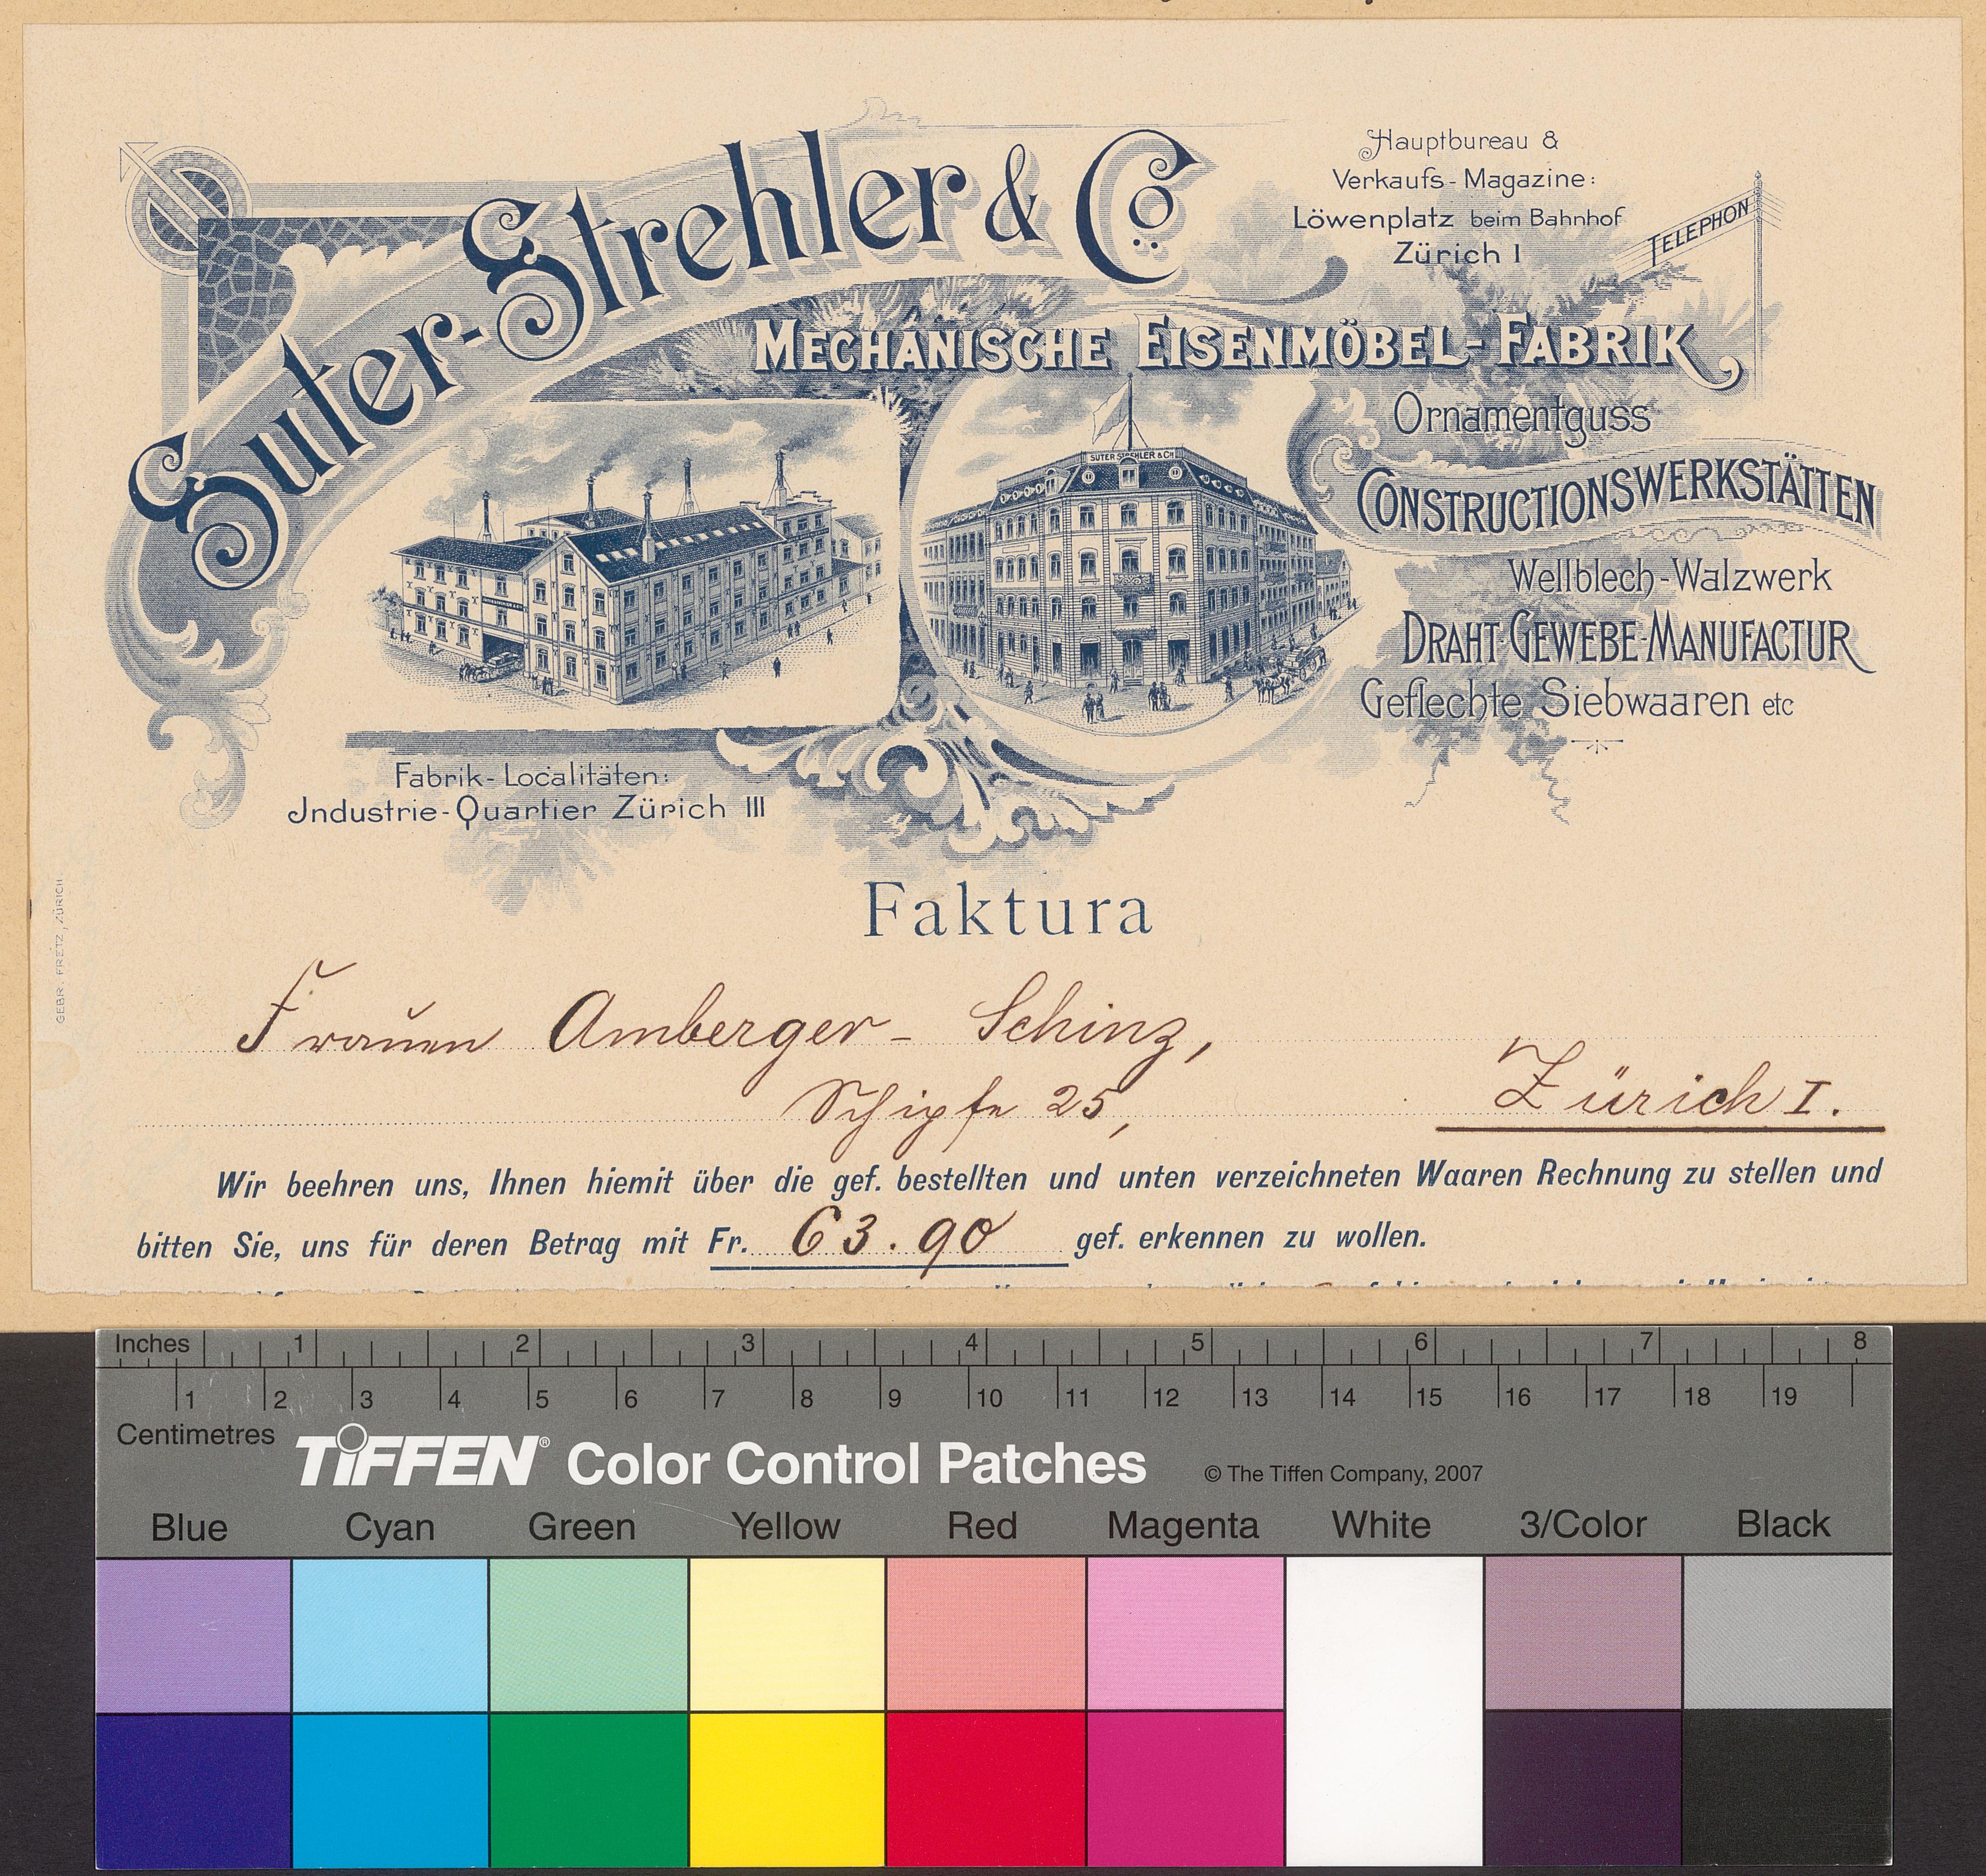 Suter-Strehler & Co
Hauptbureau &
Verkaufs-Magazine:
Löwenplatz beim Bahnhof
Zürich I
TELEPHON
MECHANISCHE EISENMÖBEL-FABRIK
Ornamentguss
CONSTRUCTIONSWERKSTÄTTEN
Wellblech-Walzwerk
DRAHT-GEWEBE-MANUFACTUR
Geflechte Siebwaaren etc
SUTER STREHLER & Cie
Fabrik-Localitäten:
Industrie-Quartier Zürich III
GEBR. FRETZ, ZÜRICH
Faktura
Frauen Amberger-Schinz,
Schipfe 25, Zürich I.
Wir beehren uns, Ihnen hiemit über die gef. bestellten und unten verzeichneten Waaren Rechnung zu stellen und
bitten Sie, uns für deren Betrag mit Fr. 63.90 gef. erkennen zu wollen.
Inches 1 2 3 4 5 6 7 8
1 2 3 4 5 6 7 8 9 10 11 12 13 14 15 16 17 18 19
Centimetres
TIFFEN® Color Control Patches © The Tiffen Company, 2007
Blue Cyan Green Yellow Red Magenta White 3/Color Black